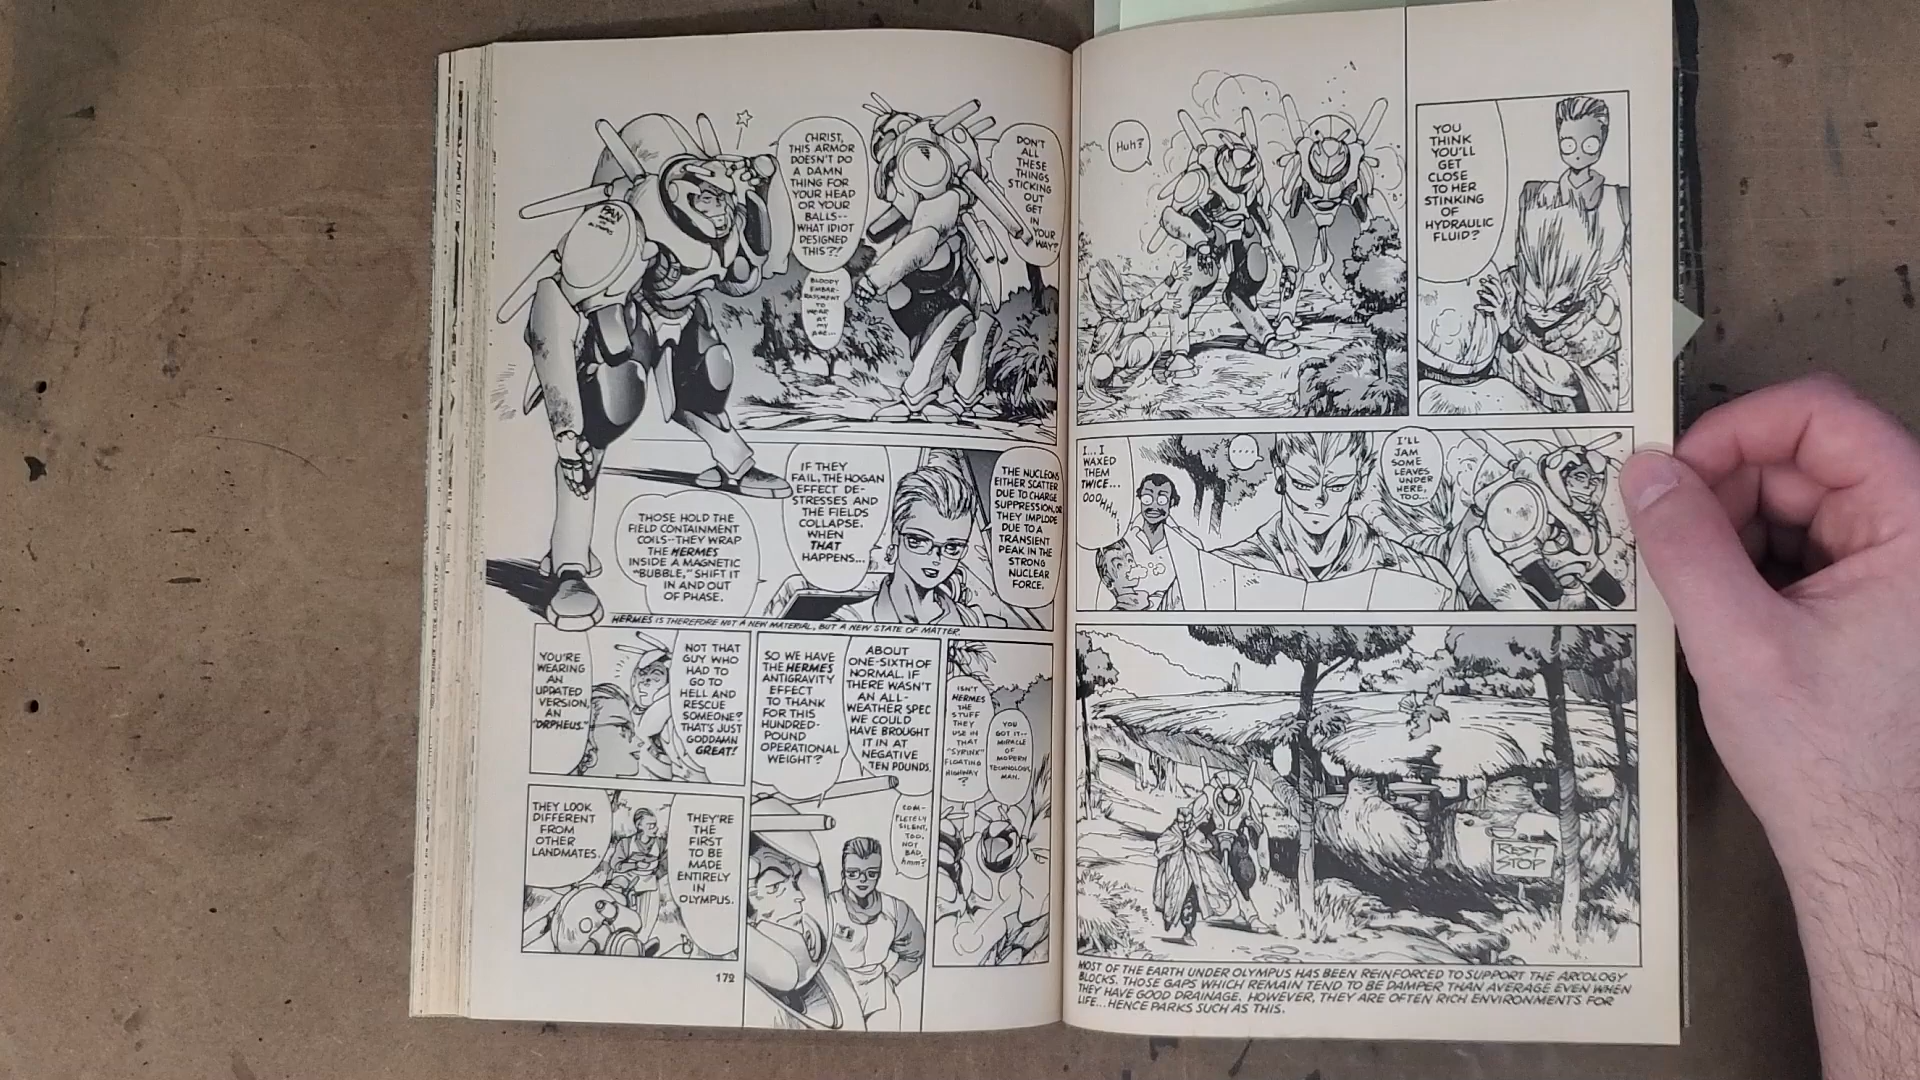 CHRIST,
THIS ARMOR
DOESN'T DO
A DAMN
THING FOR
YOUR HEAD
OR YOUR
BALLS--
WHAT IDIOT
DESIGNED
THIS?!
BLOODY
EMBAR-
RASSMENT
TO
WEAR
AT
MY
AGE...
DON'T
ALL
THESE
THINGS
STICKING
OUT
GET
IN
YOUR
WAY?
PAN
THOSE HOLD THE
FIELD CONTAINMENT
COILS--THEY WRAP
THE HERMES
INSIDE A MAGNETIC
"BUBBLE," SHIFT IT
IN AND OUT
OF PHASE.
IF THEY
FAIL, THE HOGAN
EFFECT DE-
STRESSES AND
THE FIELDS
COLLAPSE.
WHEN
THAT
HAPPENS...
THE NUCLEONS
EITHER SCATTER
DUE TO CHARGE
SUPPRESSION, OR
THEY IMPLODE
DUE TO A
TRANSIENT
PEAK IN THE
STRONG
NUCLEAR
FORCE.
HERMES IS THEREFORE NOT A NEW MATERIAL, BUT A NEW STATE OF MATTER.
YOU'RE
WEARING
AN
UPDATED
VERSION,
AN
"ORPHEUS."
NOT THAT
GUY WHO
HAD TO
GO TO
HELL AND
RESCUE
SOMEONE?
THAT'S JUST
GODDAMN
GREAT!
SO WE HAVE
THE HERMES
ANTIGRAVITY
EFFECT
TO THANK
FOR THIS
HUNDRED-
POUND
OPERATIONAL
WEIGHT?
ABOUT
ONE-SIXTH OF
NORMAL. IF
THERE WASN'T
AN ALL-
WEATHER SPEC
WE COULD
HAVE BROUGHT
IT IN AT
NEGATIVE
TEN POUNDS.
COM-
PLETELY
SILENT,
TOO.
NOT
BAD,
hmm?
ISN'T
HERMES
THE
STUFF
THEY
USE IN
THAT
"SYRINX"
FLOATING
HIGHWAY
?
YOU
GOT IT--
MIRACLE
OF
MODERN
TECHNOLOGY,
MAN.
THEY LOOK
DIFFERENT
FROM
OTHER
LANDMATES.
THEY'RE
THE
FIRST
TO BE
MADE
ENTIRELY
IN
OLYMPUS.
172
Huh?
YOU
THINK
YOU'LL
GET
CLOSE
TO HER
STINKING
OF
HYDRAULIC
FLUID?
I... I
WAXED
THEM
TWICE...
OOOHHH
....
I'LL
JAM
SOME
LEAVES
UNDER
HERE,
TOO...
REST
STOP
MOST OF THE EARTH UNDER OLYMPUS HAS BEEN REINFORCED TO SUPPORT THE ARCOLOGY
BLOCKS. THOSE GAPS WHICH REMAIN TEND TO BE DAMPER THAN AVERAGE EVEN WHEN
THEY HAVE GOOD DRAINAGE. HOWEVER, THEY ARE OFTEN RICH ENVIRONMENTS FOR
LIFE...HENCE PARKS SUCH AS THIS.